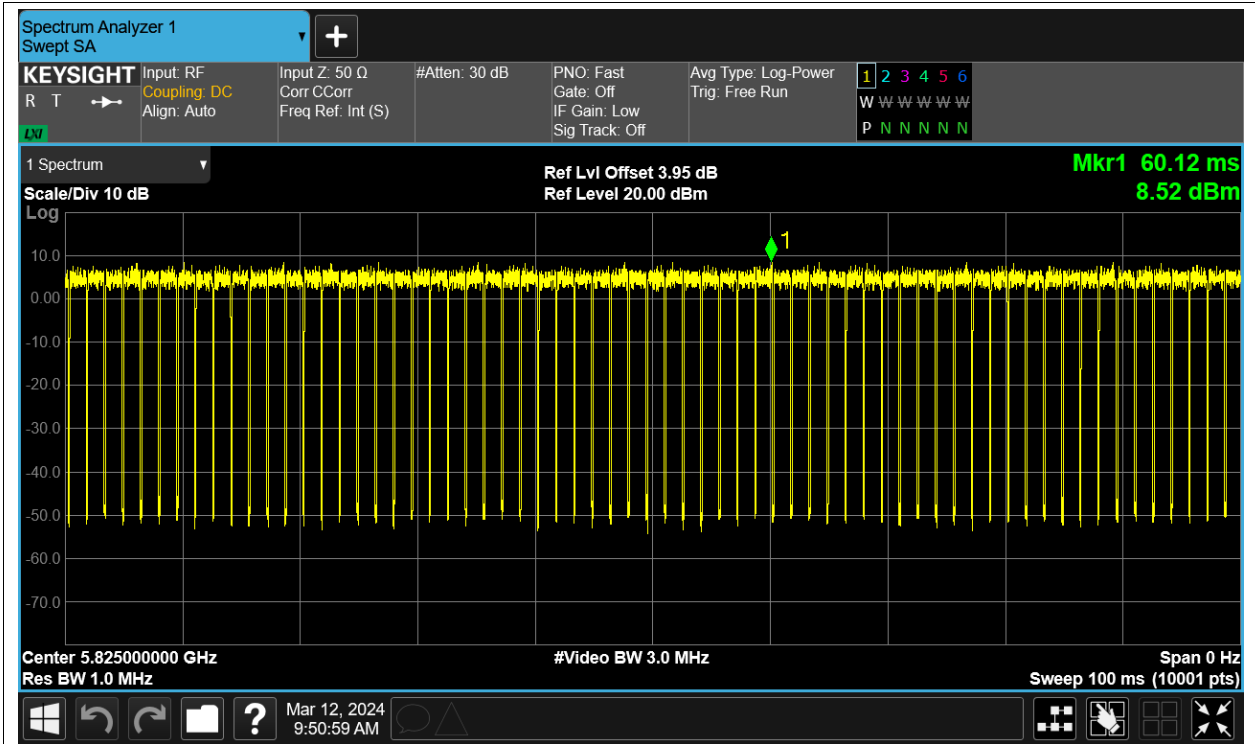 Spectrum Analyzer 1
Swept SA
KEYSIGHT
R T
LXI
Input: RF
Coupling: DC
Align: Auto
Input Z: 50 Ω
Corr CCorr
Freq Ref: Int (S)
#Atten: 30 dB
PNO: Fast
Gate: Off
IF Gain: Low
Sig Track: Off
Avg Type: Log-Power
Trig: Free Run
1 2 3 4 5 6
W W W W W W
P N N N N N
1 Spectrum
Scale/Div 10 dB
Ref Lvl Offset 3.95 dB
Ref Level 20.00 dBm
Mkr1 60.12 ms
8.52 dBm
Log
1
10.0
0.00
-10.0
-20.0
-30.0
-40.0
-50.0
-60.0
-70.0
Center 5.825000000 GHz
#Video BW 3.0 MHz
Span 0 Hz
Res BW 1.0 MHz
Sweep 100 ms (10001 pts)
?
Mar 12, 2024
9:50:59 AM